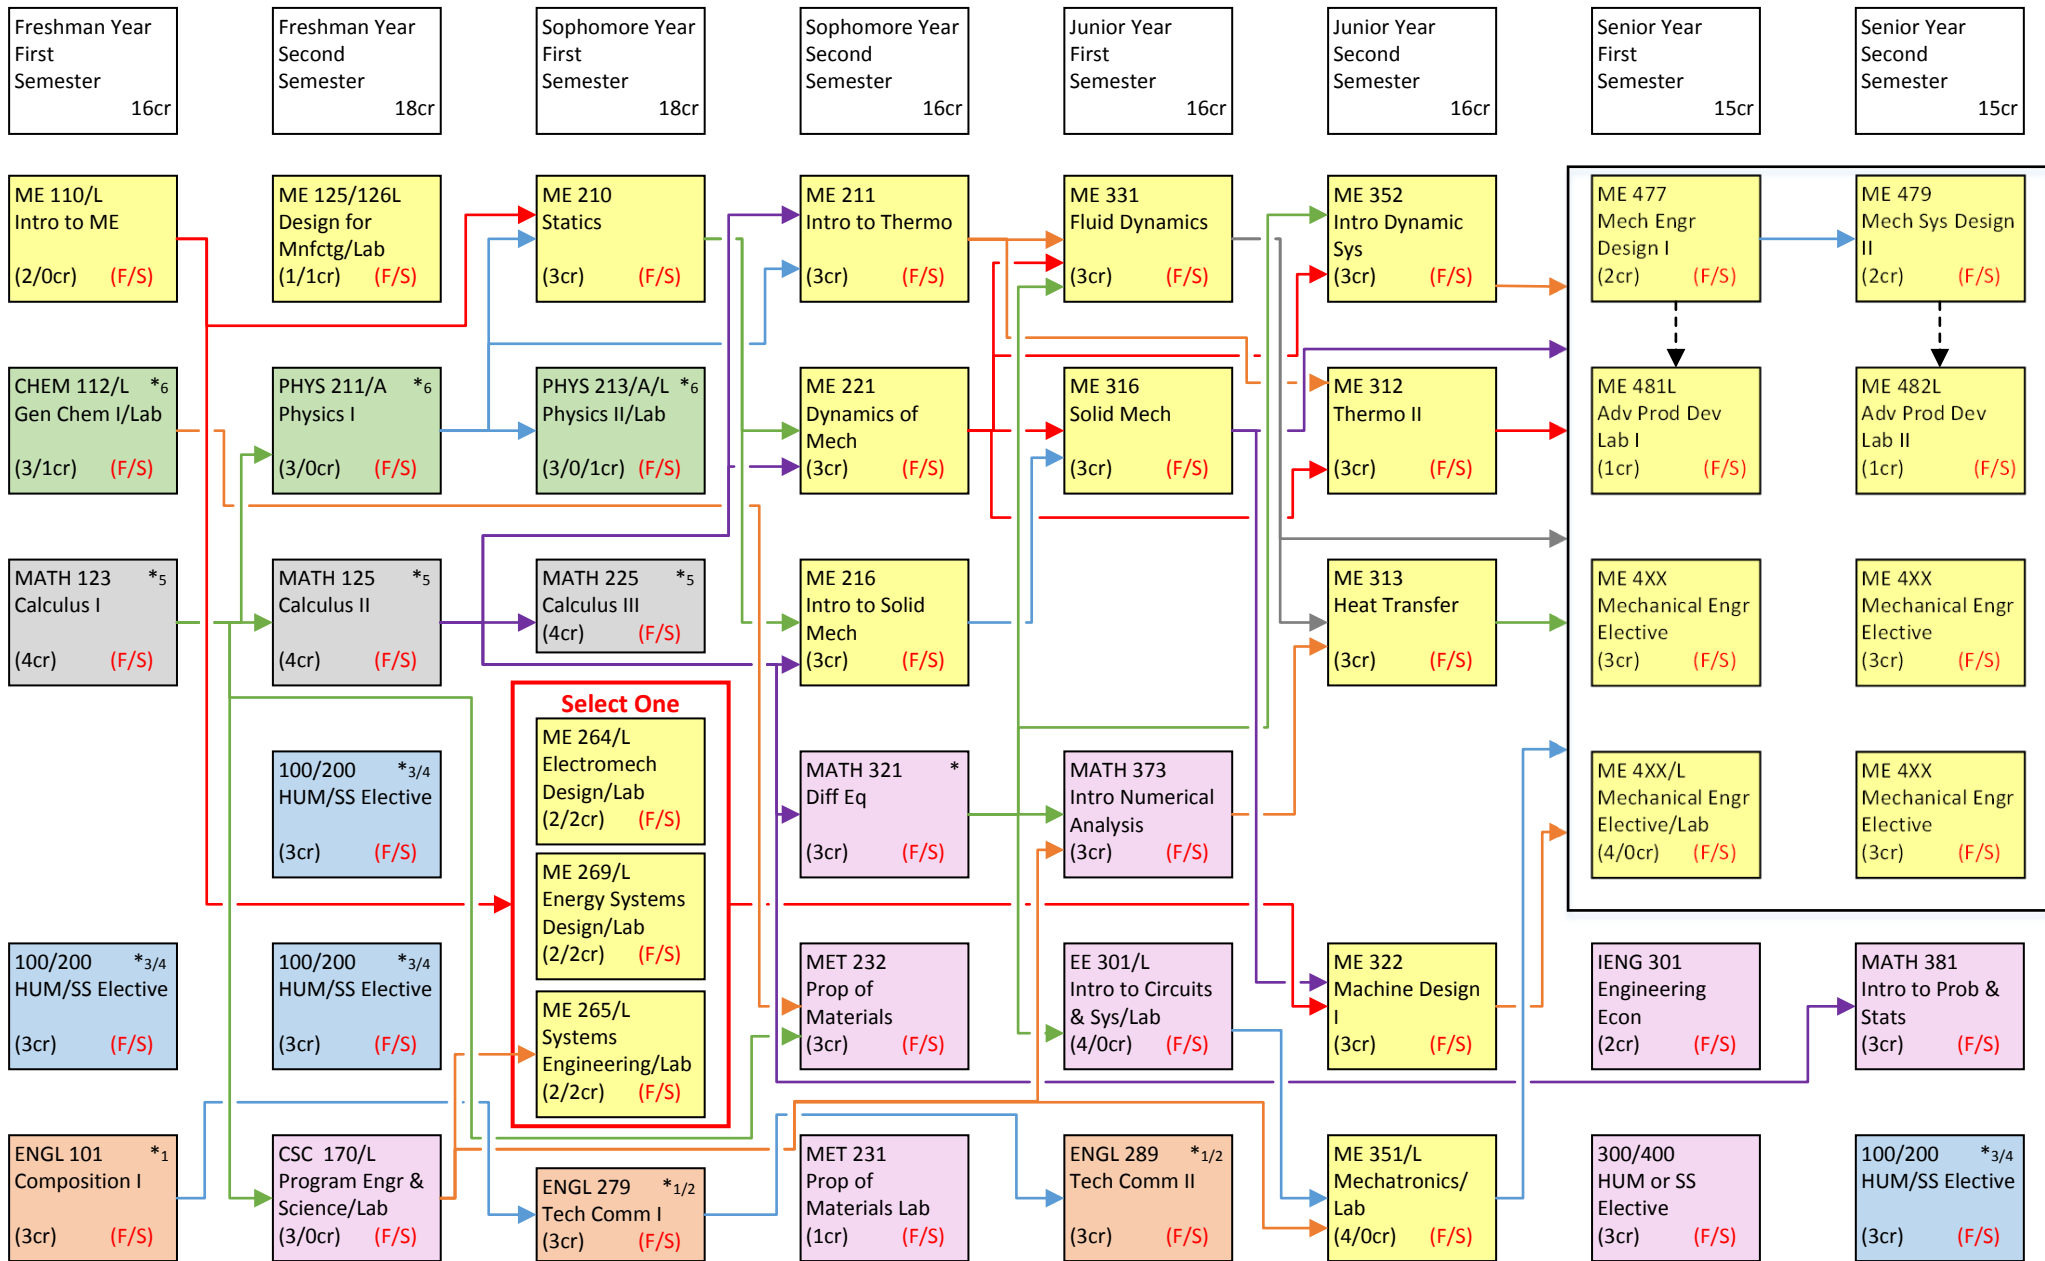 Freshman Year
First
Semester
16cr
Freshman Year
Second
Semester
18cr
Sophomore Year
First
Semester
18cr
Sophomore Year
Second
Semester
16cr
Junior Year
First
Semester
16cr
Junior Year
Second
Semester
16cr
Senior Year
First
Semester
15cr
Senior Year
Second
Semester
15cr
ME 110/L
Intro to ME
(2/0cr) (F/S)
ME 125/126L
Design for
Mnfctg/Lab
(1/1cr) (F/S)
ME 210
Statics
(3cr) (F/S)
ME 211
Intro to Thermo
(3cr) (F/S)
ME 331
Fluid Dynamics
(3cr) (F/S)
ME 352
Intro Dynamic
Sys
(3cr) (F/S)
ME 477
Mech Engr
Design I
(2cr) (F/S)
ME 479
Mech Sys Design
II
(2cr) (F/S)
CHEM 112/L *6
Gen Chem I/Lab
(3/1cr) (F/S)
PHYS 211/A *6
Physics I
(3/0cr) (F/S)
PHYS 213/A/L *6
Physics II/Lab
(3/0/1cr) (F/S)
ME 221
Dynamics of
Mech
(3cr) (F/S)
ME 316
Solid Mech
(3cr) (F/S)
ME 312
Thermo II
(3cr) (F/S)
ME 481L
Adv Prod Dev
Lab I
(1cr) (F/S)
ME 482L
Adv Prod Dev
Lab II
(1cr) (F/S)
MATH 123 *5
Calculus I
(4cr) (F/S)
MATH 125 *5
Calculus II
(4cr) (F/S)
MATH 225 *5
Calculus III
(4cr) (F/S)
ME 216
Intro to Solid
Mech
(3cr) (F/S)
ME 313
Heat Transfer
(3cr) (F/S)
ME 4XX
Mechanical Engr
Elective
(3cr) (F/S)
ME 4XX
Mechanical Engr
Elective
(3cr) (F/S)
Select One
100/200 *3/4
HUM/SS Elective
(3cr) (F/S)
ME 264/L
Electromech
Design/Lab
(2/2cr) (F/S)
MATH 321 *
Diff Eq
(3cr) (F/S)
MATH 373
Intro Numerical
Analysis
(3cr) (F/S)
ME 4XX/L
Mechanical Engr
Elective/Lab
(4/0cr) (F/S)
ME 4XX
Mechanical Engr
Elective
(3cr) (F/S)
ME 269/L
Energy Systems
Design/Lab
(2/2cr) (F/S)
100/200 *3/4
HUM/SS Elective
(3cr) (F/S)
100/200 *3/4
HUM/SS Elective
(3cr) (F/S)
ME 265/L
Systems
Engineering/Lab
(2/2cr) (F/S)
MET 232
Prop of
Materials
(3cr) (F/S)
EE 301/L
Intro to Circuits
& Sys/Lab
(4/0cr) (F/S)
ME 322
Machine Design
I
(3cr) (F/S)
IENG 301
Engineering
Econ
(2cr) (F/S)
MATH 381
Intro to Prob &
Stats
(3cr) (F/S)
ENGL 101 *1
Composition I
(3cr) (F/S)
CSC 170/L
Program Engr &
Science/Lab
(3/0cr) (F/S)
ENGL 279 *1/2
Tech Comm I
(3cr) (F/S)
MET 231
Prop of
Materials Lab
(1cr) (F/S)
ENGL 289 *1/2
Tech Comm II
(3cr) (F/S)
ME 351/L
Mechatronics/
Lab
(4/0cr) (F/S)
300/400
HUM or SS
Elective
(3cr) (F/S)
100/200 *3/4
HUM/SS Elective
(3cr) (F/S)